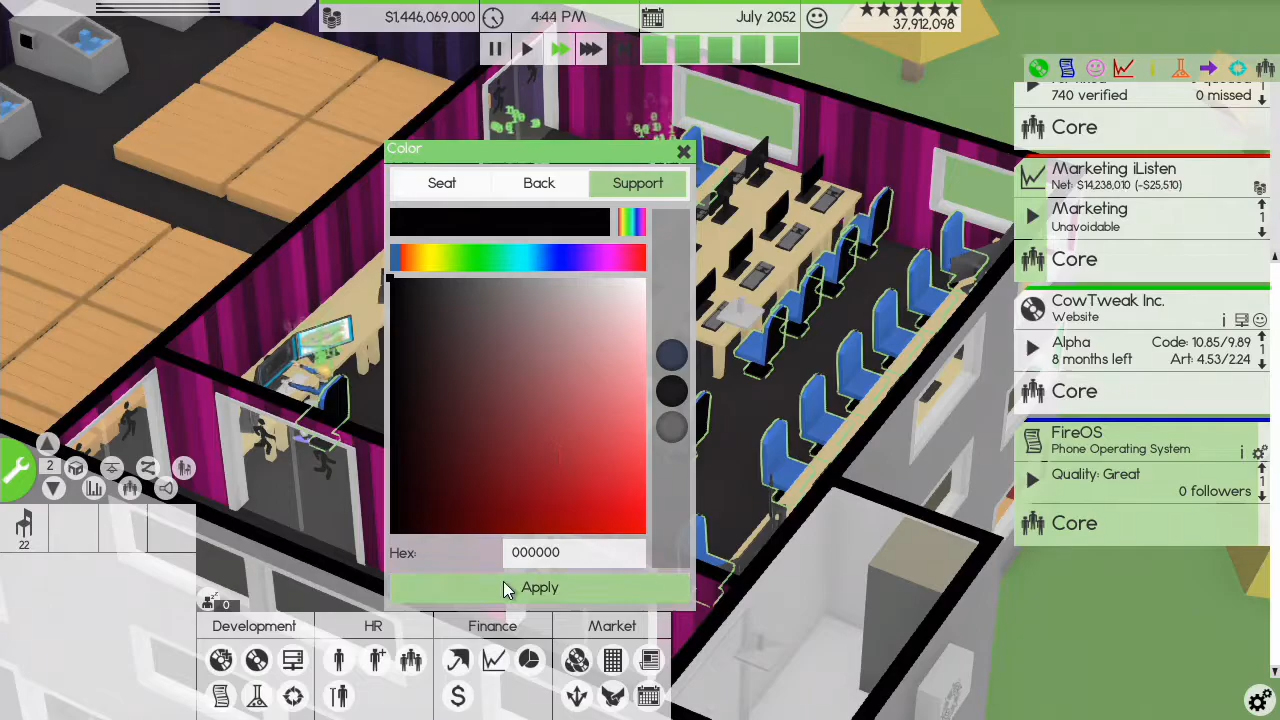 $1,446,069,000
4:44 PM
July 2052
37,912,098
740 verified
0 missed
Core
Marketing iListen
Net: $14,238,010 (-$25,510)
Marketing
Unavoidable
1
Core
CowTweak Inc.
Website
Alpha
Code: 10.85/9.89
8 months left
Art: 4.53/2.24
1
Core
FireOS
Phone Operating System
Quality: Great
0 followers
1
Core
Color
Seat
Back
Support
Hex:
000000
Apply
2
22
0
Development
HR
Finance
Market